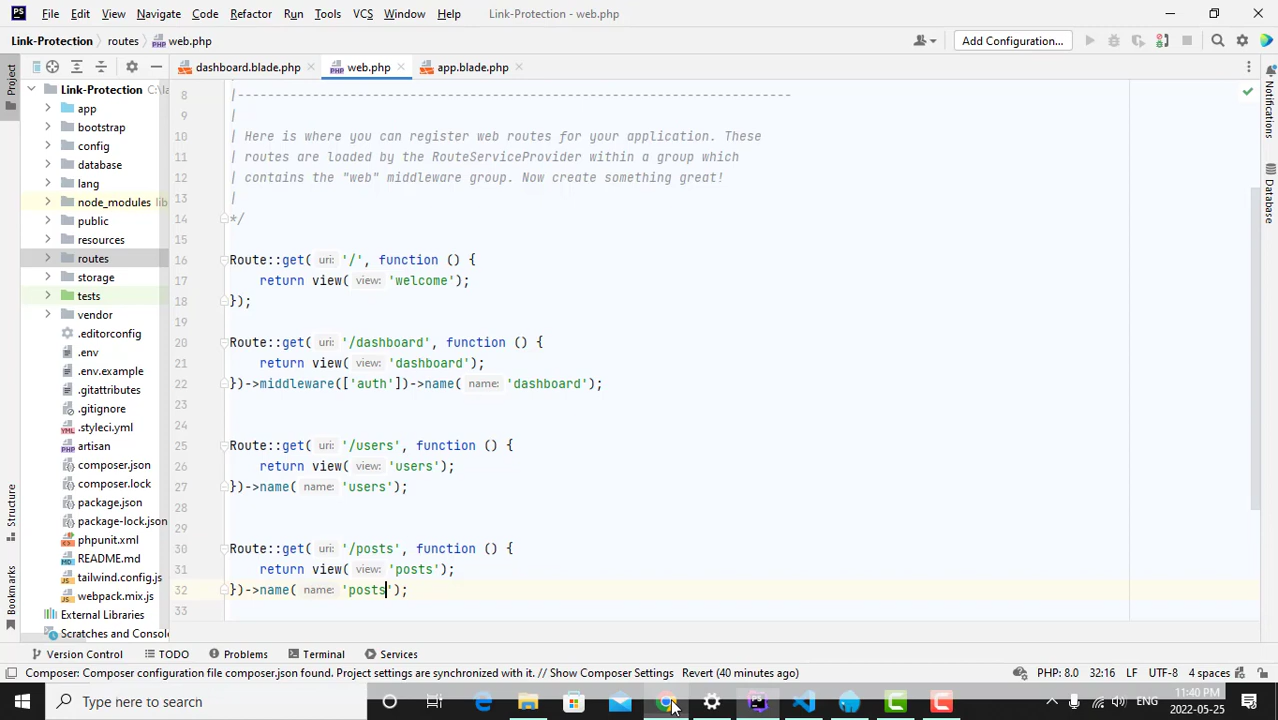 PS File Edit View Navigate Code Refactor Run Tools VCS Window Help Link-Protection - web.php
Link-Protection routes web.php Add Configuration...
Project
dashboard.blade.php web.php app.blade.php
Link-Protection C:\la
app
bootstrap
config
database
lang
node_modules lib
public
resources
routes
storage
tests
vendor
.editorconfig
.env
.env.example
.gitattributes
.gitignore
.styleci.yml
artisan
composer.json
composer.lock
package.json
package-lock.json
phpunit.xml
README.md
tailwind.config.js
webpack.mix.js
External Libraries
Scratches and Console
8 |--------------------------------------------------------------------------
9 |
10 | Here is where you can register web routes for your application. These
11 | routes are loaded by the RouteServiceProvider within a group which
12 | contains the "web" middleware group. Now create something great!
13 |
14 */
15
16 Route::get( uri: '/', function () {
17 return view( view: 'welcome');
18 });
19
20 Route::get( uri: '/dashboard', function () {
21 return view( view: 'dashboard');
22 })->middleware(['auth'])->name( name: 'dashboard');
23
24
25 Route::get( uri: '/users', function () {
26 return view( view: 'users');
27 })->name( name: 'users');
28
29
30 Route::get( uri: '/posts', function () {
31 return view( view: 'posts');
32 })->name( name: 'posts');
33
Notifications
Database
Structure
Bookmarks
Version Control TODO Problems Terminal Services
Composer: Composer configuration file composer.json found. Project settings are synchronized with it. // Show Composer Settings Revert (40 minutes ago) PHP: 8.0 32:16 LF UTF-8 4 spaces
Type here to search
ENG
11:40 PM
2022-05-25